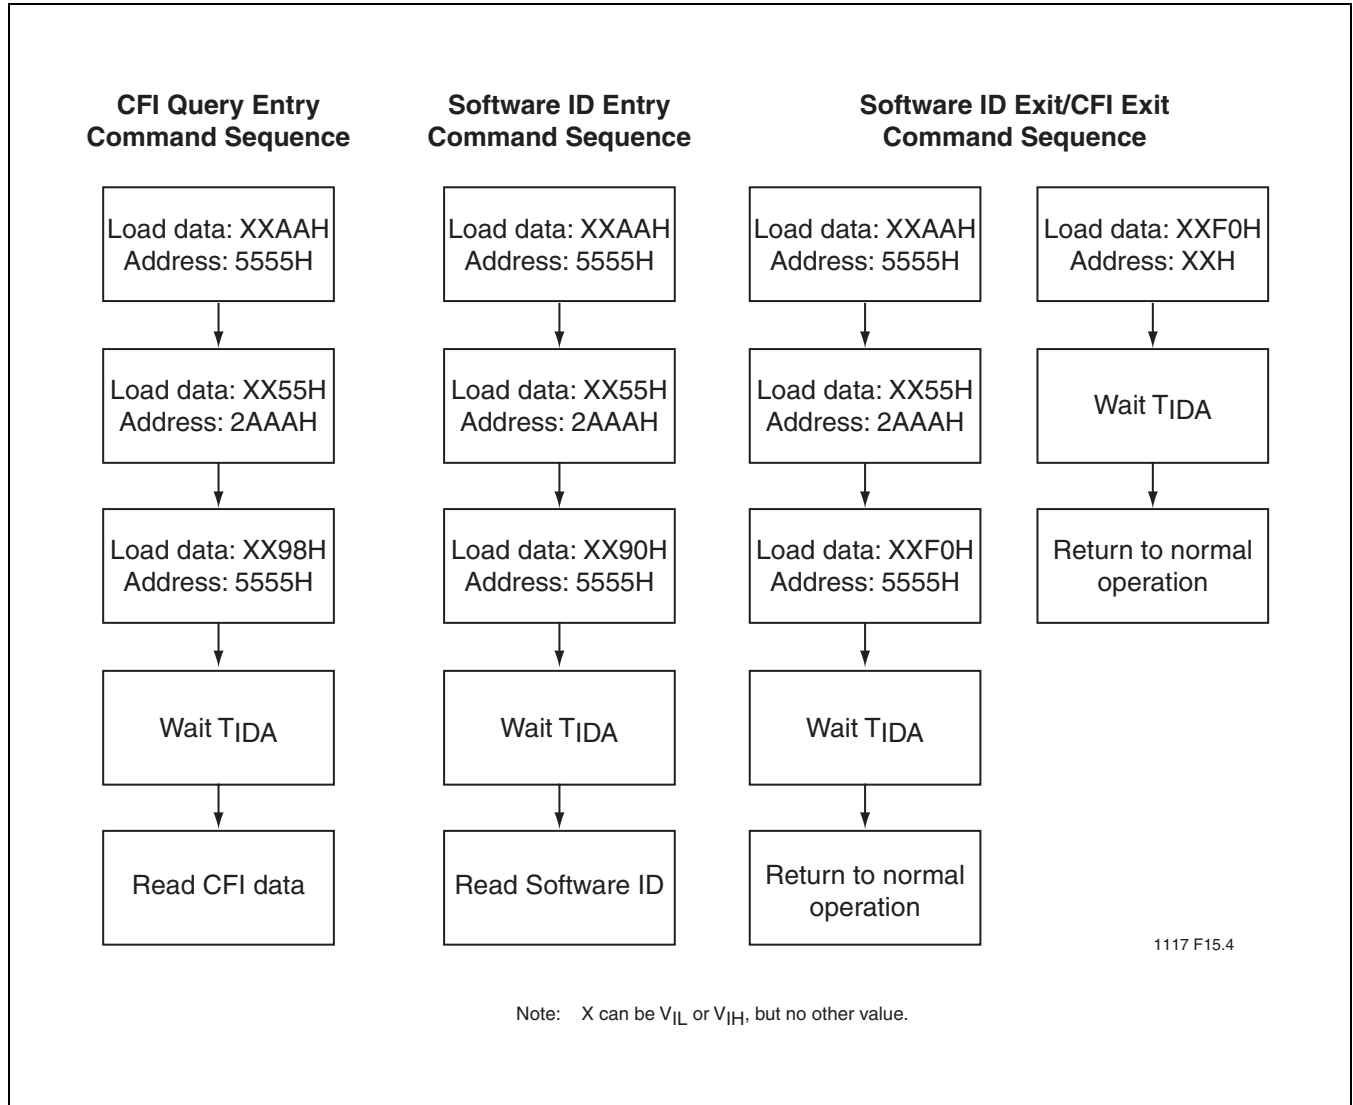 CFI Query Entry
Command Sequence
Load data: XXAAH
Address: 5555H
Load data: XX55H
Address: 2AAAH
Load data: XX98H
Address: 5555H
Wait TIDA
Read CFI data
Software ID Entry
Command Sequence
Load data: XXAAH
Address: 5555H
Load data: XX55H
Address: 2AAAH
Load data: XX90H
Address: 5555H
Wait TIDA
Read Software ID
Software ID Exit/CFI Exit
Command Sequence
Load data: XXAAH
Address: 5555H
Load data: XX55H
Address: 2AAAH
Load data: XXF0H
Address: 5555H
Wait TIDA
Return to normal
operation
Load data: XXF0H
Address: XXH
Wait TIDA
Return to normal
operation
1117 F15.4
Note: X can be VIL or VIH, but no other value.